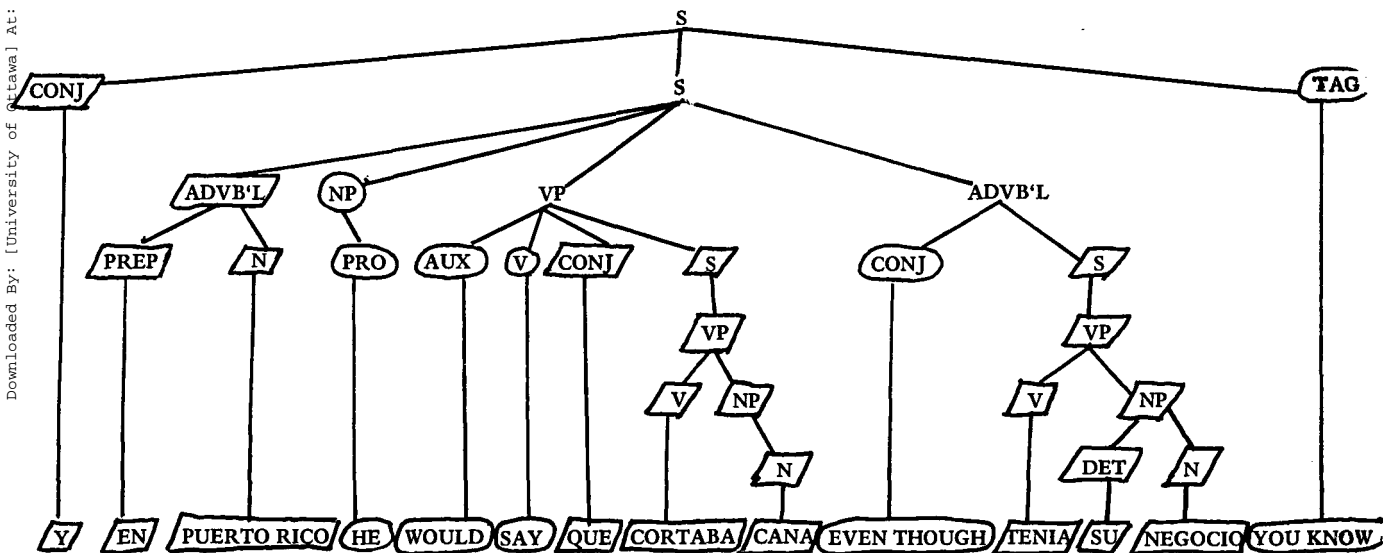 Downloaded By: [University of Ottawa] At:
S
CONJ S TAG
ADVB'L NP VP ADVB'L
PREP N PRO AUX V CONJ S CONJ S
VP VP
V NP V NP
N DET N
Y EN PUERTO RICO HE WOULD SAY QUE CORTABA CANA EVEN THOUGH TENIA SU NEGOCIO YOU KNOW